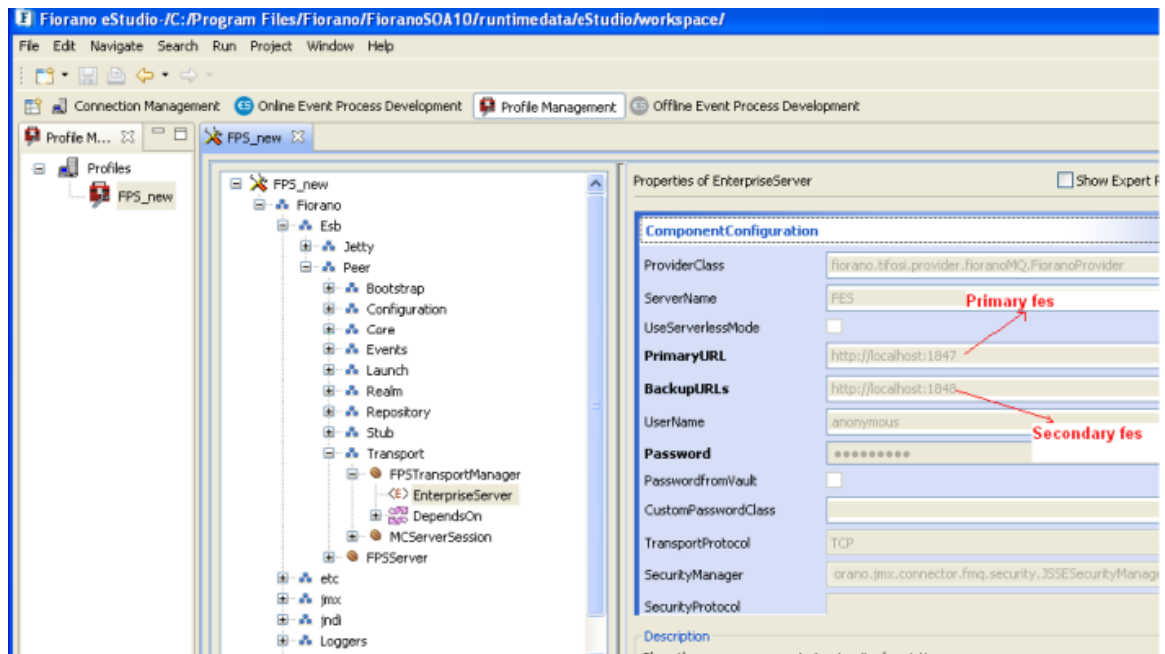 Fiorano eStudio-/C:/Program Files/Fiorano/FioranoSOA10/runtimedata/eStudio/workspace/
File Edit Navigate Search Run Project Window Help
Connection Management Online Event Process Development Profile Management Offline Event Process Development
Profile M... FPS_new
Profiles
FPS_new
FPS_new
Fiorano
Esb
Jetty
Peer
Bootstrap
Configuration
Core
Events
Launch
Realm
Repository
Stub
Transport
FPSTransportManager
<E> EnterpriseServer
DependsOn
MCServerSession
FPSServer
etc
jmx
jndi
Loggers
Properties of EnterpriseServer Show Expert P
ComponentConfiguration
ProviderClass fiorano.tifosi.provider.fioranoMQ.FioranoProvider
ServerName FES
Primary fes
UseServerlessMode
PrimaryURL http://localhost:1847
BackupURLs http://localhost:1848
UserName anonymous
Secondary fes
Password
PasswordfromVault
CustomPasswordClass
TransportProtocol TCP
SecurityManager orano.jmx.connector.fmq.security.JSSESecurityManage
SecurityProtocol
Description